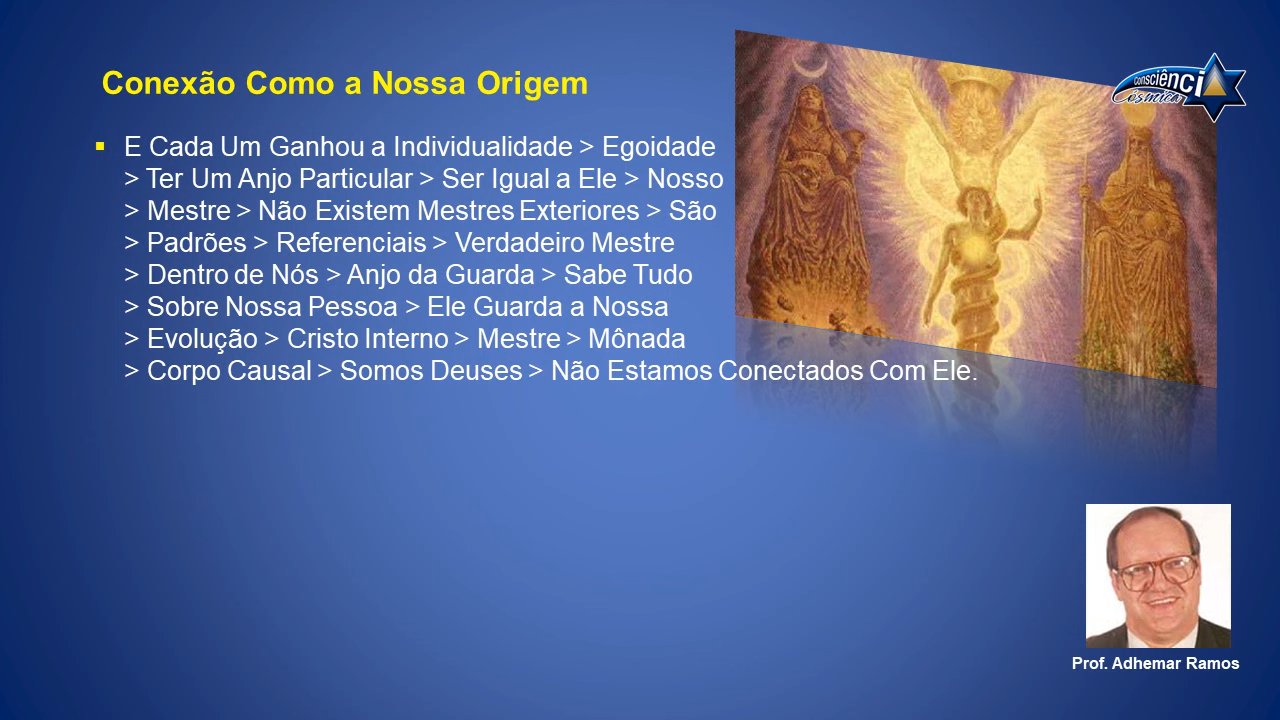 Conexão Como a Nossa Origem
consciênci
Cósmica
E Cada Um Ganhou a Individualidade > Egoidade
> Ter Um Anjo Particular > Ser Igual a Ele > Nosso
> Mestre > Não Existem Mestres Exteriores > São
> Padrões > Referenciais > Verdadeiro Mestre
> Dentro de Nós > Anjo da Guarda > Sabe Tudo
> Sobre Nossa Pessoa > Ele Guarda a Nossa
> Evolução > Cristo Interno > Mestre > Mônada
> Corpo Causal > Somos Deuses > Não Estamos Conectados Com Ele.
Prof. Adhemar Ramos